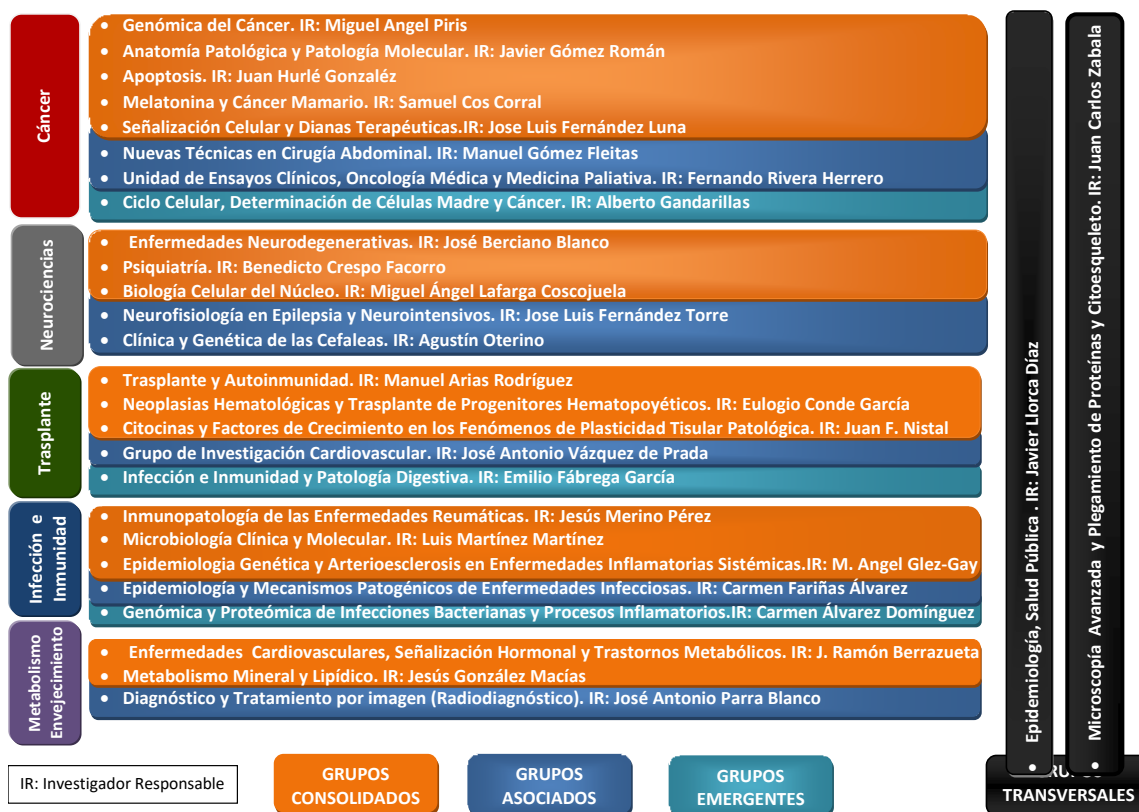 Cáncer
• Genómica del Cáncer. IR: Miguel Angel Piris
• Anatomía Patológica y Patología Molecular. IR: Javier Gómez Román
• Apoptosis. IR: Juan Hurlé Gonzaléz
• Melatonina y Cáncer Mamario. IR: Samuel Cos Corral
• Señalización Celular y Dianas Terapéuticas.IR: Jose Luis Fernández Luna
• Nuevas Técnicas en Cirugía Abdominal. IR: Manuel Gómez Fleitas
• Unidad de Ensayos Clínicos, Oncología Médica y Medicina Paliativa. IR: Fernando Rivera Herrero
• Ciclo Celular, Determinación de Células Madre y Cáncer. IR: Alberto Gandarillas
Neurociencias
• Enfermedades Neurodegenerativas. IR: José Berciano Blanco
• Psiquiatría. IR: Benedicto Crespo Facorro
• Biología Celular del Núcleo. IR: Miguel Ángel Lafarga Coscojuela
• Neurofisiología en Epilepsia y Neurointensivos. IR: Jose Luis Fernández Torre
• Clínica y Genética de las Cefaleas. IR: Agustín Oterino
Trasplante
• Trasplante y Autoinmunidad. IR: Manuel Arias Rodríguez
• Neoplasias Hematológicas y Trasplante de Progenitores Hematopoyéticos. IR: Eulogio Conde García
• Citocinas y Factores de Crecimiento en los Fenómenos de Plasticidad Tisular Patológica. IR: Juan F. Nistal
• Grupo de Investigación Cardiovascular. IR: José Antonio Vázquez de Prada
• Infección e Inmunidad y Patología Digestiva. IR: Emilio Fábrega García
Infección e
Inmunidad
• Inmunopatología de las Enfermedades Reumáticas. IR: Jesús Merino Pérez
• Microbiología Clínica y Molecular. IR: Luis Martínez Martínez
• Epidemiologia Genética y Arterioesclerosis en Enfermedades Inflamatorias Sistémicas.IR: M. Angel Glez-Gay
• Epidemiología y Mecanismos Patogénicos de Enfermedades Infecciosas. IR: Carmen Fariñas Álvarez
• Genómica y Proteómica de Infecciones Bacterianas y Procesos Inflamatorios.IR: Carmen Álvarez Domínguez
Metabolismo
Envejecimiento
• Enfermedades Cardiovasculares, Señalización Hormonal y Trastornos Metabólicos. IR: J. Ramón Berrazueta
• Metabolismo Mineral y Lipídico. IR: Jesús González Macías
• Diagnóstico y Tratamiento por imagen (Radiodiagnóstico). IR: José Antonio Parra Blanco
• Epidemiología, Salud Pública . IR: Javier Llorca Díaz
• Microscopía Avanzada y Plegamiento de Proteínas y Citoesqueleto. IR: Juan Carlos Zabala
IR: Investigador Responsable
GRUPOS
CONSOLIDADOS
GRUPOS
ASOCIADOS
GRUPOS
EMERGENTES
TRANSVERSALES